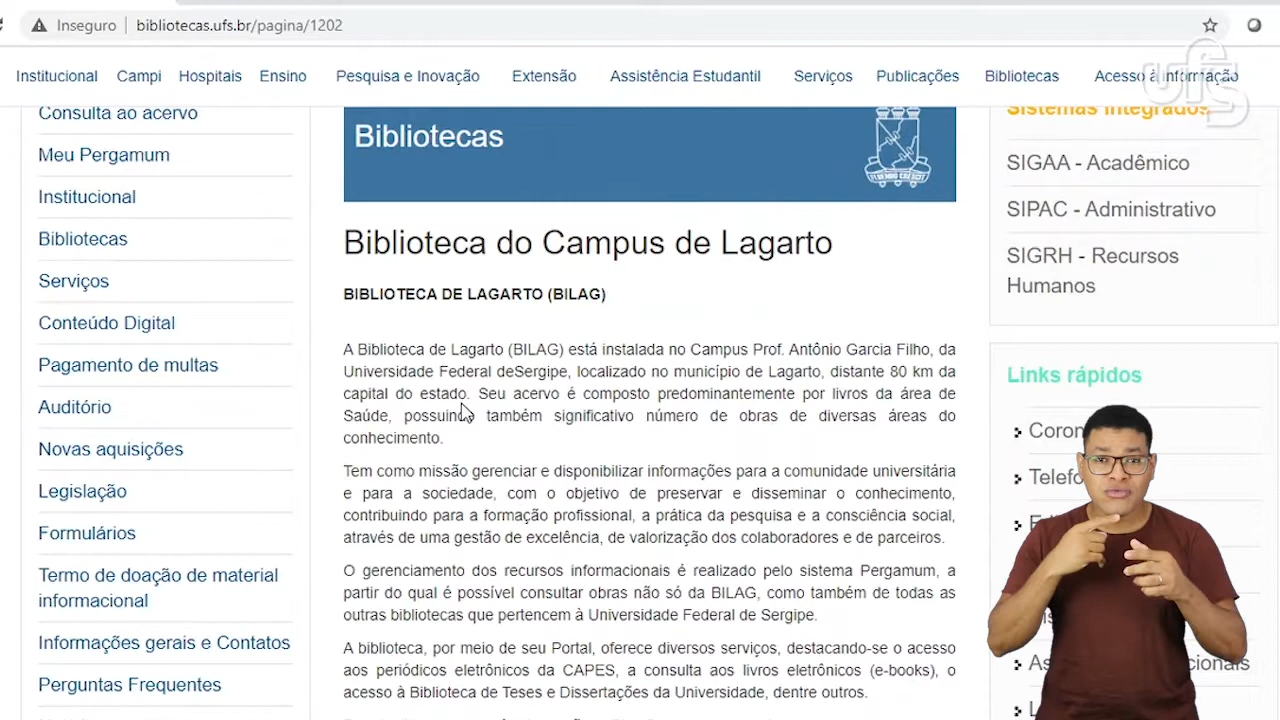 Inseguro
bibliotecas.ufs.br/pagina/1202
Institucional
Campi
Hospitais
Ensino
Pesquisa e Inovação
Extensão
Assistência Estudantil
Serviços
Publicações
Bibliotecas
Acesso à Informação
ufs
Consulta ao acervo
Meu Pergamum
Institucional
Bibliotecas
Serviços
Conteúdo Digital
Pagamento de multas
Auditório
Novas aquisições
Legislação
Formulários
Termo de doação de material
informacional
Informações gerais e Contatos
Perguntas Frequentes
Bibliotecas
Biblioteca do Campus de Lagarto
BIBLIOTECA DE LAGARTO (BILAG)
A Biblioteca de Lagarto (BILAG) está instalada no Campus Prof. Antônio Garcia Filho, da
Universidade Federal deSergipe, localizado no município de Lagarto, distante 80 km da
capital do estado. Seu acervo é composto predominantemente por livros da área de
Saúde, possuindo também significativo número de obras de diversas áreas do
conhecimento.
Tem como missão gerenciar e disponibilizar informações para a comunidade universitária
e para a sociedade, com o objetivo de preservar e disseminar o conhecimento,
contribuindo para a formação profissional, a prática da pesquisa e a consciência social,
através de uma gestão de excelência, de valorização dos colaboradores e de parceiros.
O gerenciamento dos recursos informacionais é realizado pelo sistema Pergamum, a
partir do qual é possível consultar obras não só da BILAG, como também de todas as
outras bibliotecas que pertencem à Universidade Federal de Sergipe.
A biblioteca, por meio de seu Portal, oferece diversos serviços, destacando-se o acesso
aos periódicos eletrônicos da CAPES, a consulta aos livros eletrônicos (e-books), o
acesso à Biblioteca de Teses e Dissertações da Universidade, dentre outros.
Sistemas integrados
SIGAA - Acadêmico
SIPAC - Administrativo
SIGRH - Recursos
Humanos
Links rápidos